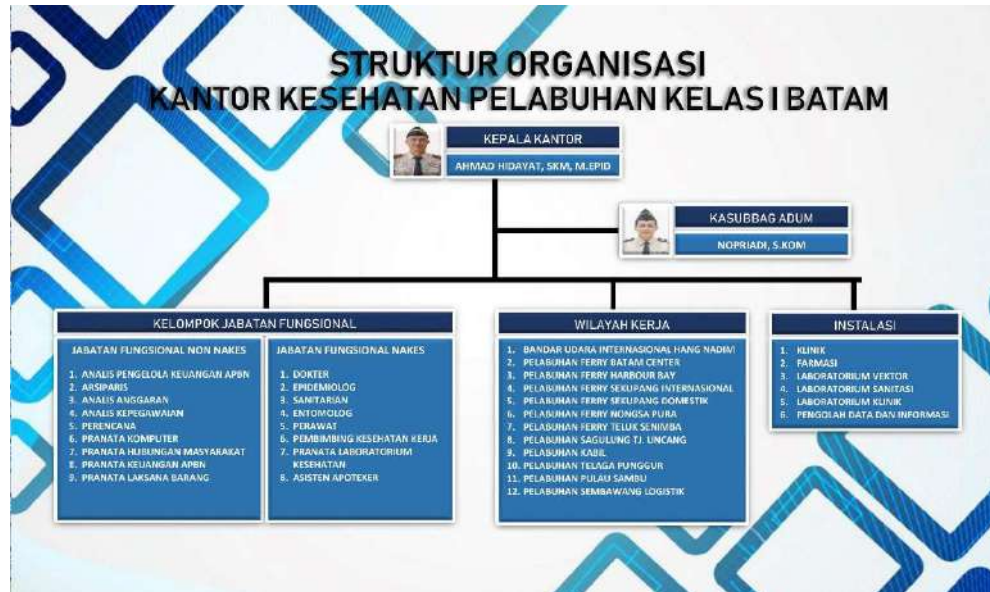 STRUKTUR ORGANISASI
KANTOR KESEHATAN PELABUHAN KELAS I BATAM
KEPALA KANTOR
AHMAD HIDAYAT, SKM, M.EPID
KASUBBAG ADUM
NOPRIADI, S.KOM
KELOMPOK JABATAN FUNGSIONAL
JABATAN FUNGSIONAL NON NAKES
1. ANALIS PENGELOLA KEUANGAN APBN
2. ARSIPARIS
3. ANALIS ANGGARAN
4. ANALIS KEPEGAWAIAN
5. PERENCANA
6. PRANATA KOMPUTER
7. PRANATA HUBUNGAN MASYARAKAT
8. PRANATA KEUANGAN APBN
9. PRANATA LAKSANA BARANG
JABATAN FUNGSIONAL NAKES
1. DOKTER
2. EPIDEMIOLOG
3. SANITARIAN
4. ENTOMOLOG
5. PERAWAT
6. PEMBIMBING KESEHATAN KERJA
7. PRANATA LABORATORIUM
KESEHATAN
8. ASISTEN APOTEKER
WILAYAH KERJA
1. BANDAR UDARA INTERNASIONAL HANG NADIM
2. PELABUHAN FERRY BATAM CENTER
3. PELABUHAN FERRY HARBOUR BAY
4. PELABUHAN FERRY SEKUPANG INTERNASIONAL
5. PELABUHAN FERRY SEKUPANG DOMESTIK
6. PELABUHAN FERRY NONGSA PURA
7. PELABUHAN FERRY TELUK SENIMBA
8. PELABUHAN SAGULUNG TJ. UNCANG
9. PELABUHAN KABIL
10. PELABUHAN TELAGA PUNGGUR
11. PELABUHAN PULAU SAMBU
12. PELABUHAN SEMBAWANG LOGISTIK
INSTALASI
1. KLINIK
2. FARMASI
3. LABORATORIUM VEKTOR
4. LABORATORIUM SANITASI
5. LABORATORIUM KLINIK
6. PENGOLAH DATA DAN INFORMASI